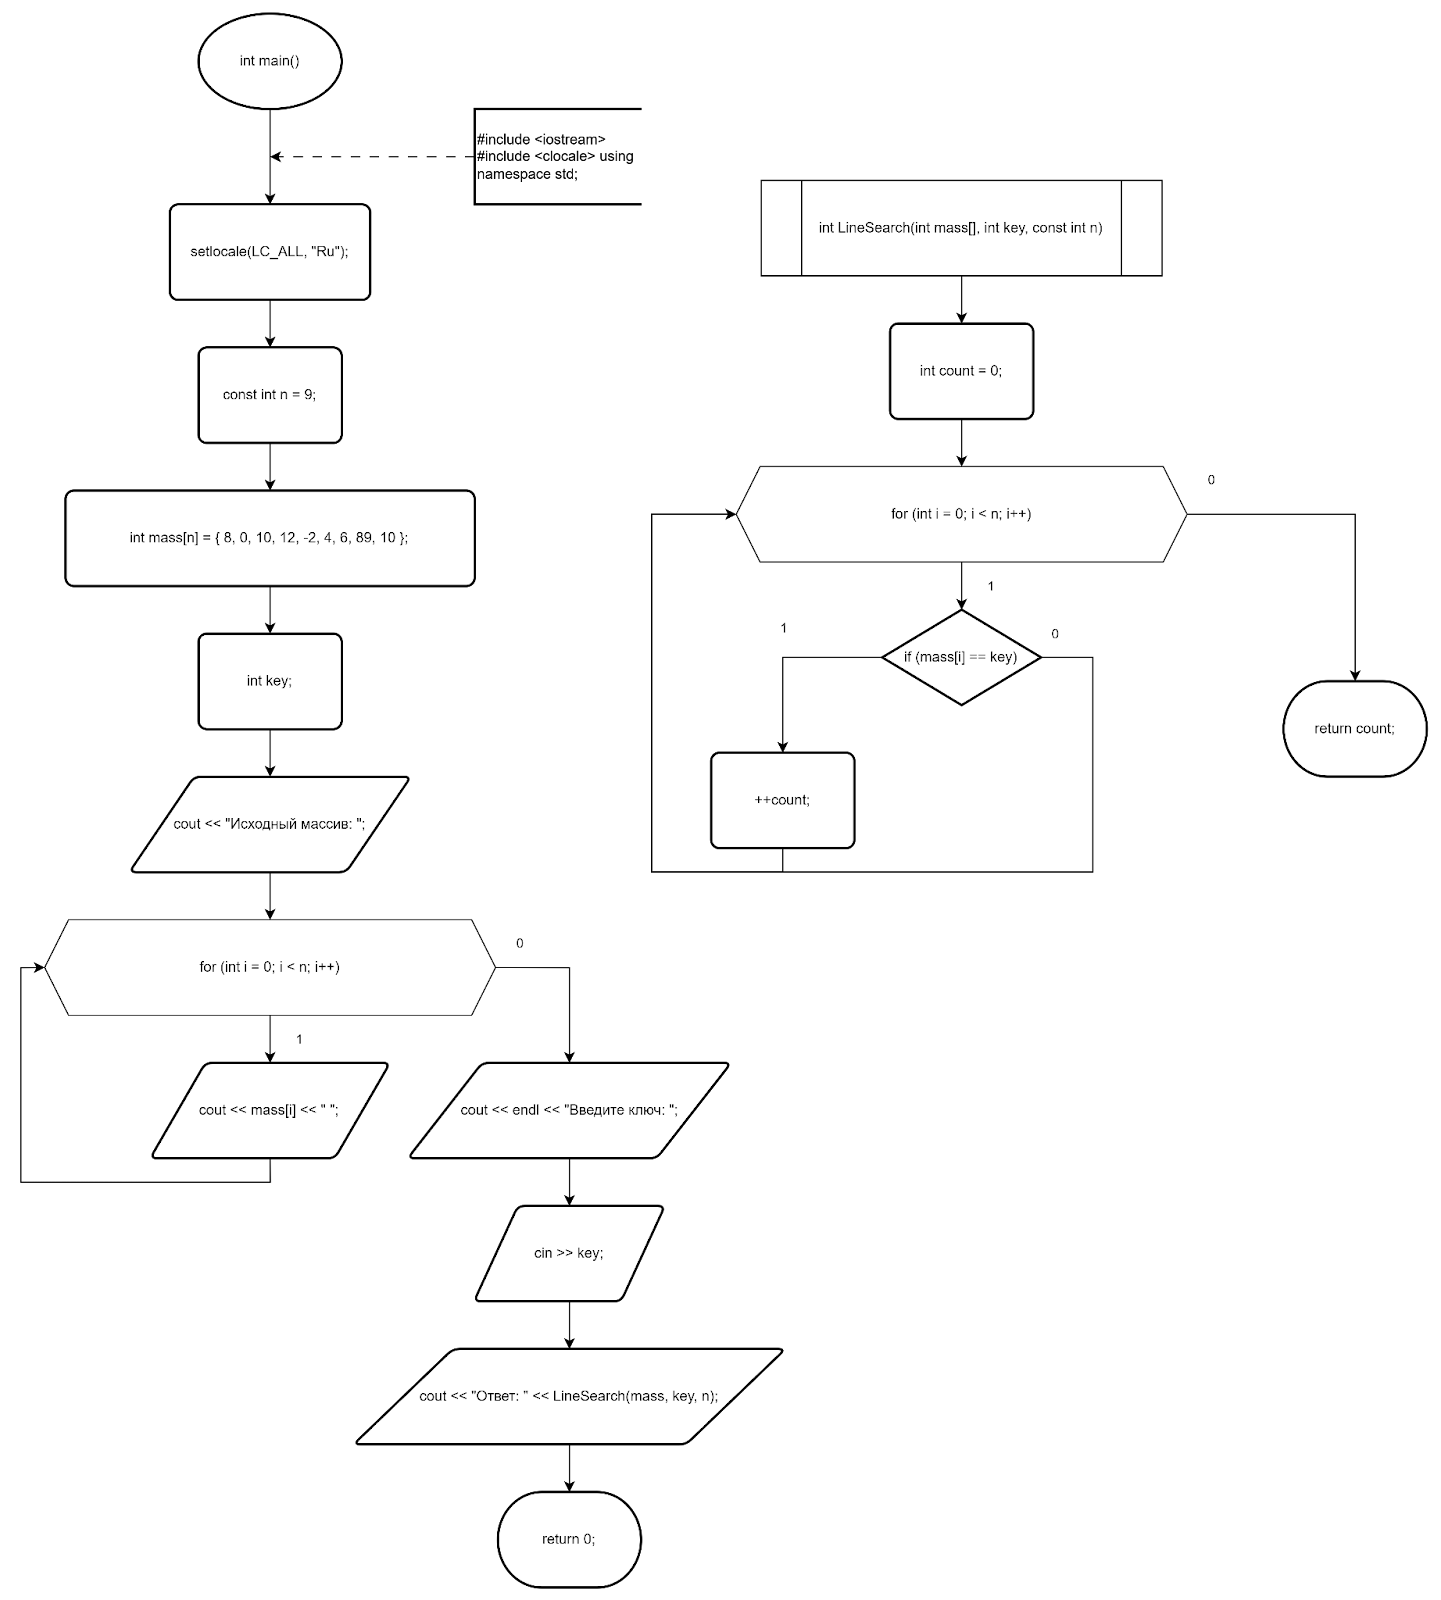 int main()
#include <iostream>
#include <clocale> using
namespace std;
setlocale(LC_ALL, "Ru");
const int n = 9;
int mass[n] = { 8, 0, 10, 12, -2, 4, 6, 89, 10 };
int key;
cout << "Исходный массив: ";
for (int i = 0; i < n; i++)
0
1
cout << mass[i] << " ";
cout << endl << "Введите ключ: ";
cin >> key;
cout << "Ответ: " << LineSearch(mass, key, n);
return 0;
int LineSearch(int mass[], int key, const int n)
int count = 0;
for (int i = 0; i < n; i++)
0
1
1
0
if (mass[i] == key)
++count;
return count;